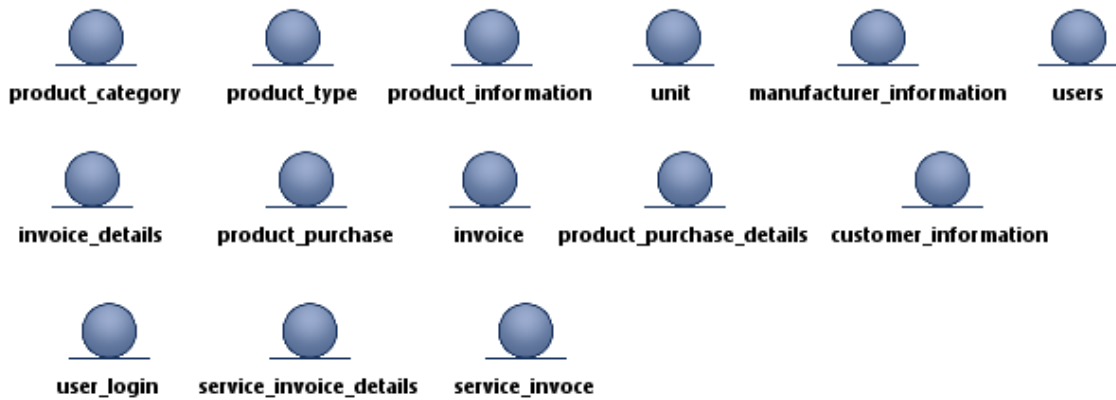 product_category product_type product_information unit manufacturer_information users
invoice_details product_purchase invoice product_purchase_details customer_information
user_login service_invoice_details service_invoce